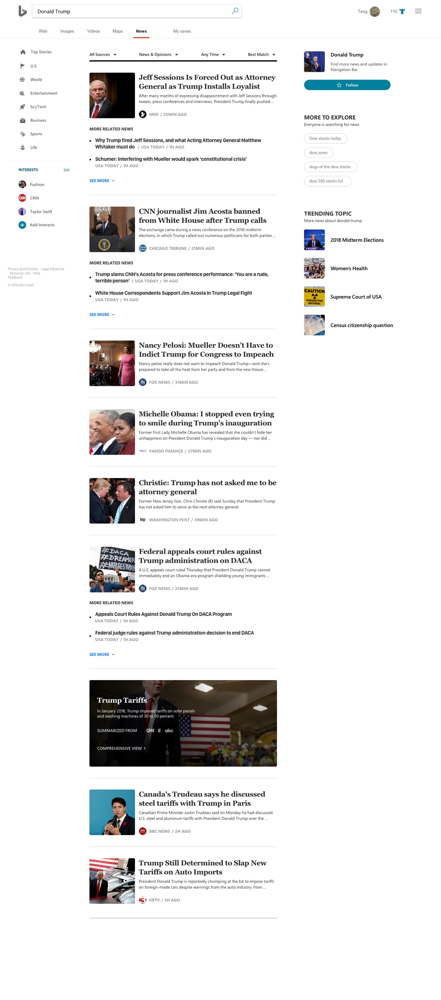 Donald Trump
Tang
110
Web
Images
Videos
Maps
News
My saves
Top Stories
U.S.
World
Entertainment
Sci/Tech
Business
Sports
Life
INTERESTS
Edit
Fashion
CNN
CNN
Taylor Swift
Add Interests
Privacy and Cookies · Legal Advertise
· About our ads · Help
Feedback
© 2018 Microsoft
All Sources
News & Opinions
Any Time
Best Match
Jeff Sessions Is Forced Out as Attorney
General as Trump Installs Loyalist
After many months of expressing disappointment with Jeff Sessions through
tweets, press conferences and interviews, President Trump finally pushed ...
MSN / 25MIN AGO
MORE RELATED NEWS
Why Trump fired Jeff Sessions, and what Acting Attorney General Matthew
Whitaker must do / USA TODAY / 1H AGO
Schumer: Interfering with Mueller would spark 'constitutional crisis'
USA TODAY / 1H AGO
SEE MORE
CNN journalist Jim Acosta banned
from White House after Trump calls
The exchange came during a news conference on the 2018 midterm
elections, in which Trump called out numerous politicians for both parties ...
Chicago
Tribune
CHICAGO TRIBUNE / 21MIN AGO
MORE RELATED NEWS
Trump slams CNN’s Acosta for press conference performance: ‘You are a rude,
terrible person’ / USA TODAY / 1H AGO
White House Correspondents Support Jim Acosta In Trump Legal Fight
USA TODAY / 1H AGO
SEE MORE
Nancy Pelosi: Mueller Doesn’t Have to
Indict Trump for Congress to Impeach
Nancy pelosi really does not want to impeach Donald Trump—and she’s
prepared to take all the heat from her party and from the new House ...
FOX NEWS / 31MIN AGO
Michelle Obama: I stopped even trying
to smile during Trump’s inauguration
Former First Lady Michelle Obama has revealed that she couldn’t hide her
unhappiness on President Donald Trump’s inauguration day — nor did ...
YAHOO!
YAHOO FINANCE / 37MIN AGO
Christie: Trump has not asked me to be
attorney general
Former New Jersey Gov. Chris Christie (R) said Sunday that President Trump
has not asked him to serve as the next attorney general.
wp
WASHINGTON POST / 39MIN AGO
#DACA
#DREAMER
#NURSESTUDEN
Federal appeals court rules against
Trump administration on DACA
A U.S. appeals court ruled Thursday that President Donald Trump cannot
immediately end an Obama-era program shielding young immigrants ...
FOX NEWS / 25MIN AGO
MORE RELATED NEWS
Appeals Court Rules Against Donald Trump On DACA Program
USA TODAY / 1H AGO
Federal judge rules against Trump administration decision to end DACA
USA TODAY / 1H AGO
SEE MORE
Trump Tariffs
In January 2018, Trump imposed tariffs on solar panels
and washing machines of 30 to 50 percent.
SUMMARIZED FROM
CNN
abc
COMPREHENSIVE VIEW
Canada's Trudeau says he discussed
steel tariffs with Trump in Paris
Canadian Prime Minister Justin Trudeau said on Monday he had discussed
U.S. steel and aluminum tariffs with President Donald Trump over the ...
NEWS
BBC NEWS / 2H AGO
Trump Still Determined to Slap New
Tariffs on Auto Imports
President Donald Trump is reportedly chomping at the bit to impose tariffs
on foreign-made cars despite warnings from the auto industry, from ...
3
KRTV / 3H AGO
Donald Trump
Find more news and updates in
Navigation Bar
Follow
MORE TO EXPLORE
Everyone is searching for news
Dow stocks today
dow jones
dogs of the dow stocks
dow 500 stocks list
TRENDING TOPIC
More news about donald trump
TRUMP
2018 Midterm Elections
Women's Health
CAUTION
RADIOACTIVE
MATERIAL
Supreme Court of USA
Census citizenship question